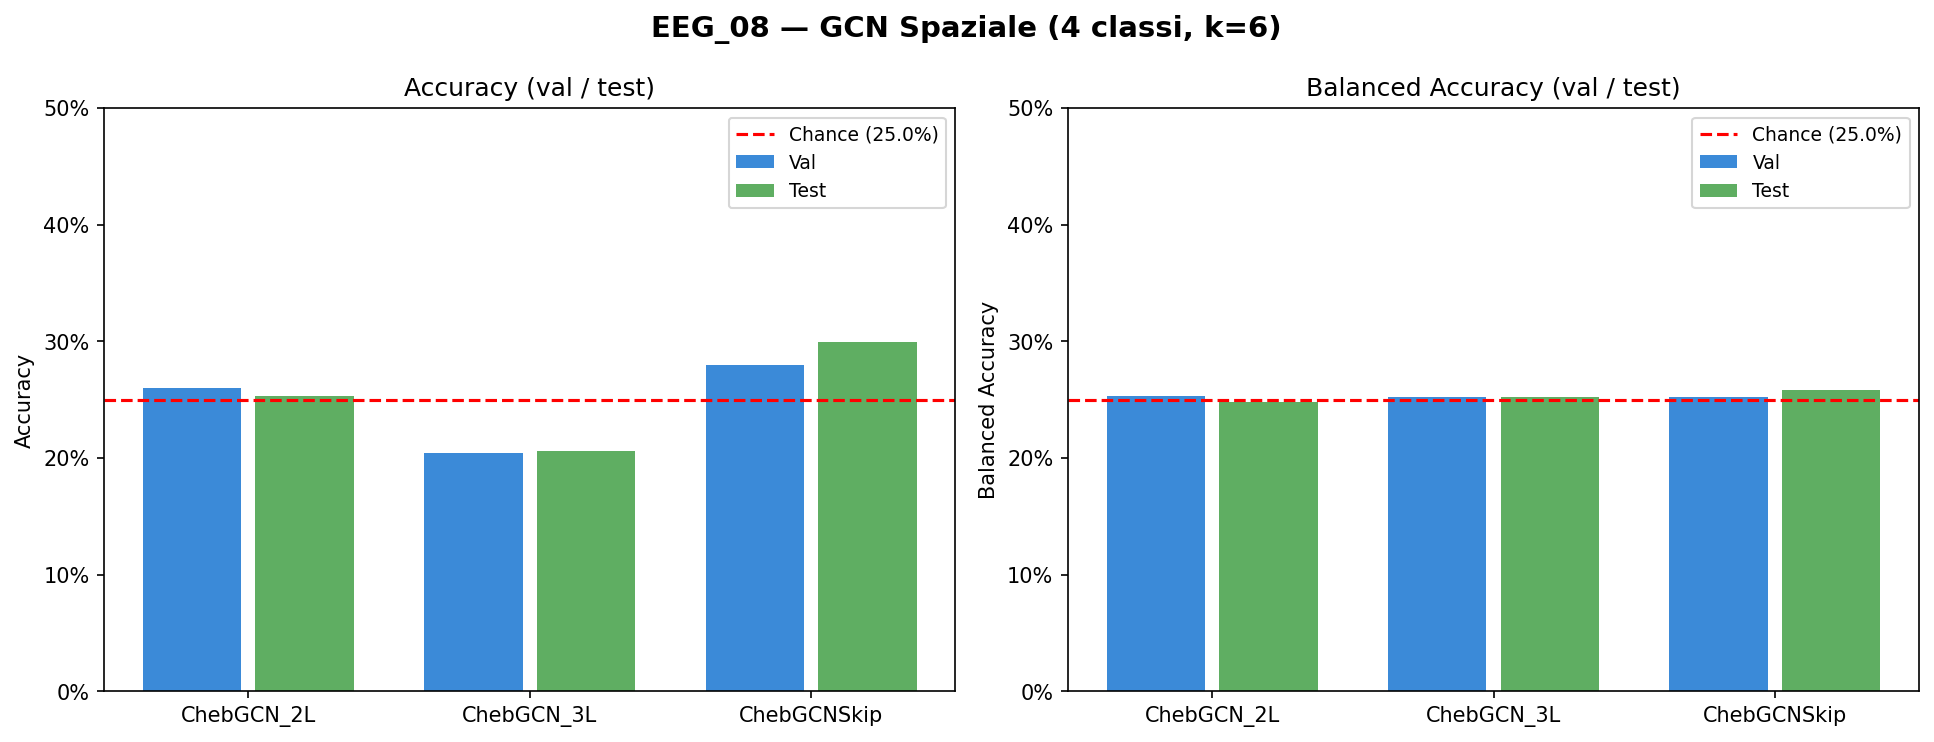 EEG_08 — GCN Spaziale (4 classi, k=6)
Accuracy (val / test)
50%
40%
30%
20%
10%
0%
Accuracy
Chance (25.0%)
Val
Test
ChebGCN_2L
ChebGCN_3L
ChebGCNSkip
Balanced Accuracy (val / test)
50%
40%
30%
20%
10%
0%
Balanced Accuracy
Chance (25.0%)
Val
Test
ChebGCN_2L
ChebGCN_3L
ChebGCNSkip